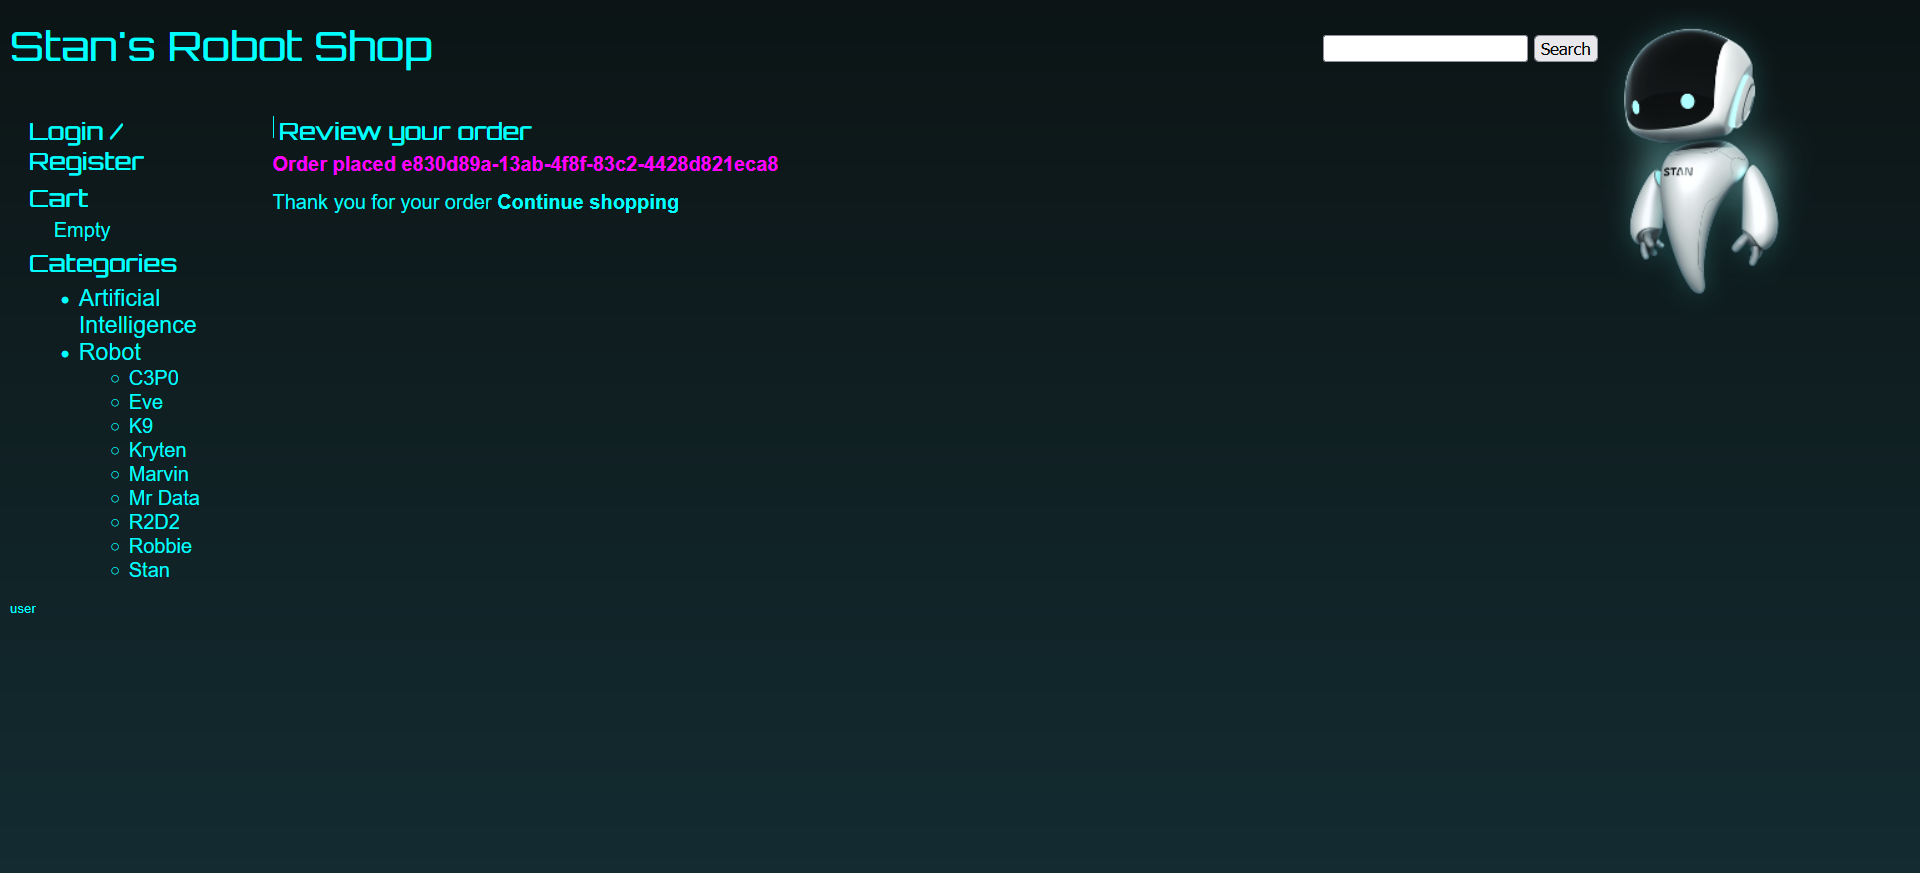 Stan's Robot Shop
Search
Login /
Register
Cart
Empty
Categories
Artificial
Intelligence
Robot
C3P0
Eve
K9
Kryten
Marvin
Mr Data
R2D2
Robbie
Stan
user
Review your order
Order placed e830d89a-13ab-4f8f-83c2-4428d821eca8
Thank you for your order Continue shopping
STAN